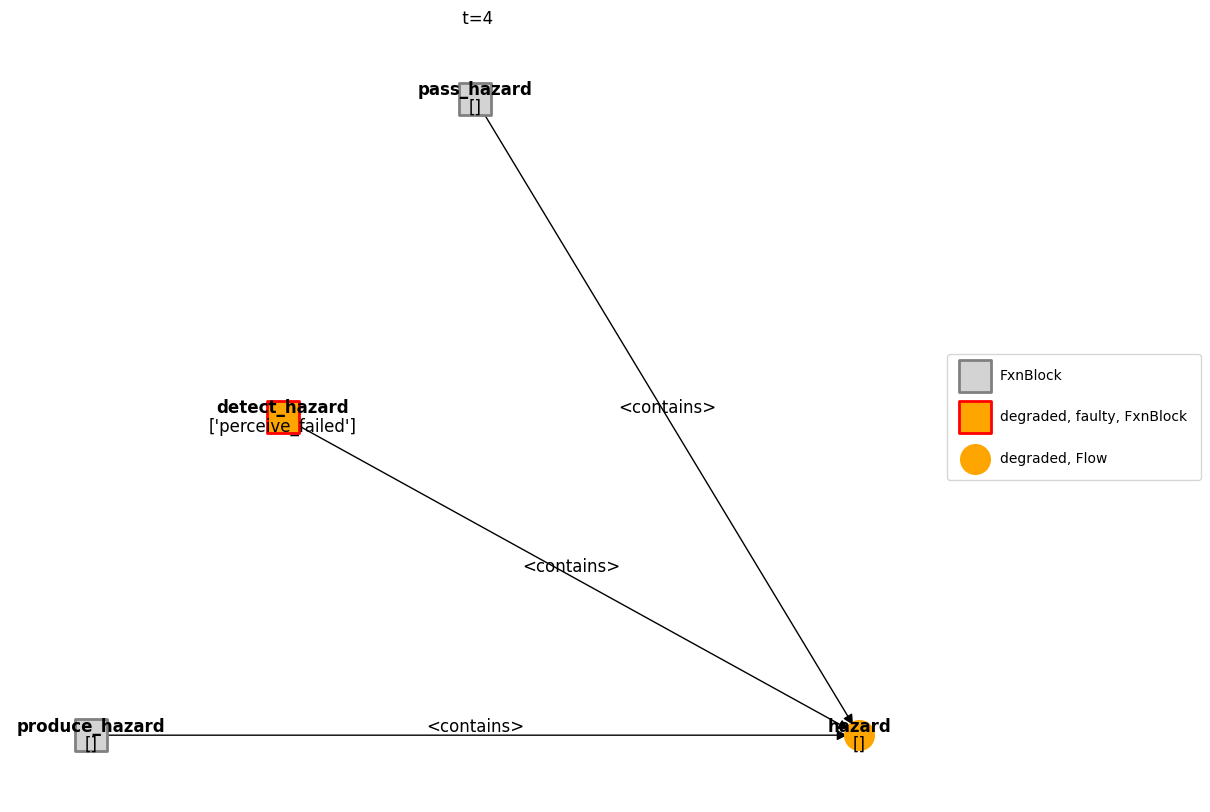 t=4
pass_hazard
[]
<contains>
FxnBlock
degraded, faulty, FxnBlock
degraded, Flow
detect_hazard
['perceive_failed']
<contains>
produce_hazard
[]
<contains>
hazard
[]